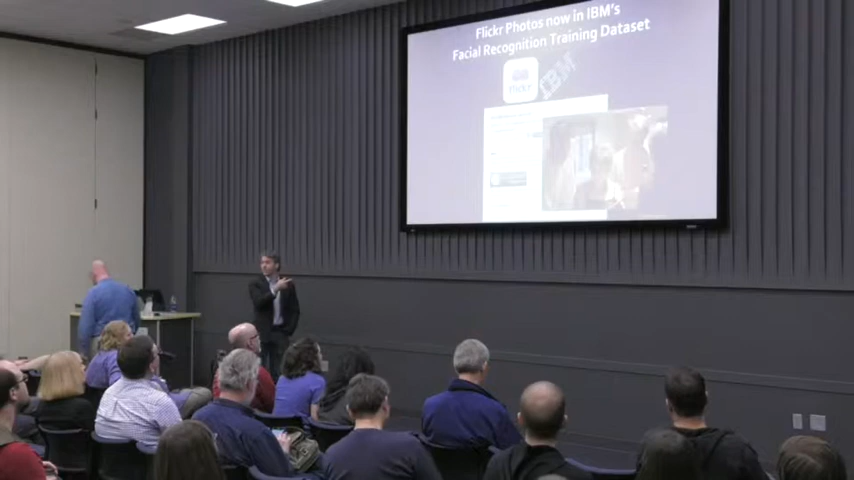 Flickr Photos now in IBM's
Facial Recognition Training Dataset
flickr
IBM